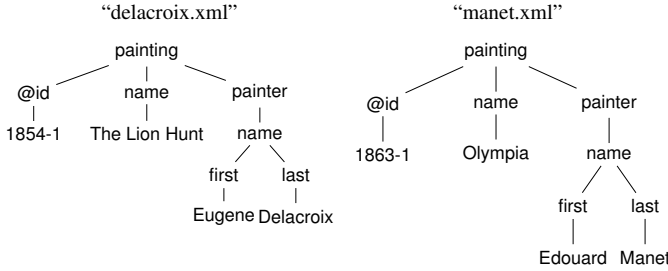 “delacroix.xml”
painting
@id name painter
1854-1 The Lion Hunt name
first last
Eugene Delacroix
“manet.xml”
painting
@id name painter
1863-1 Olympia name
first last
Edouard Manet